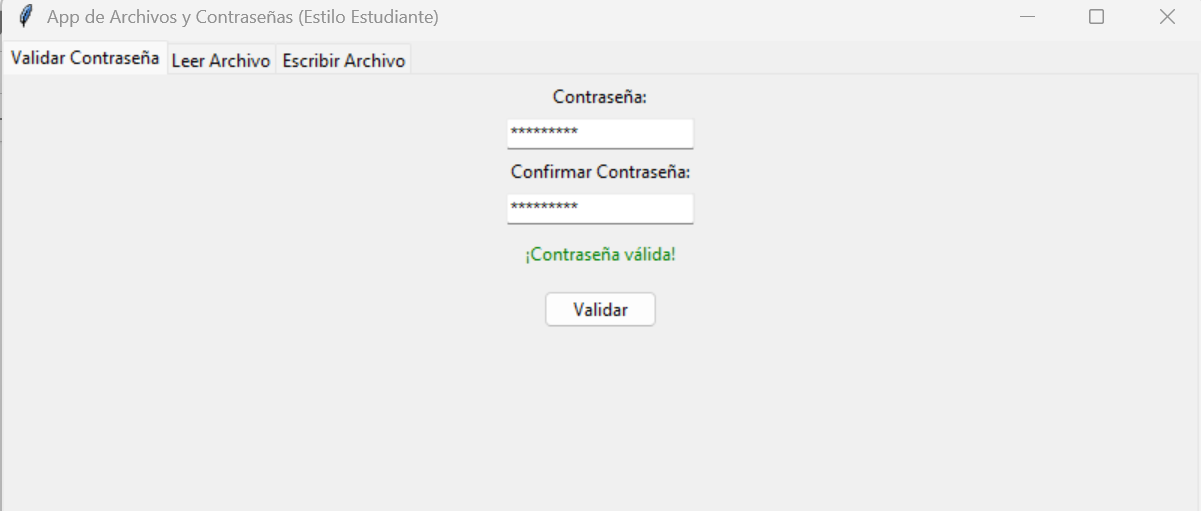 App de Archivos y Contraseñas (Estilo Estudiante)
Validar Contraseña Leer Archivo Escribir Archivo
Contraseña:
*********
Confirmar Contraseña:
*********
¡Contraseña válida!
Validar